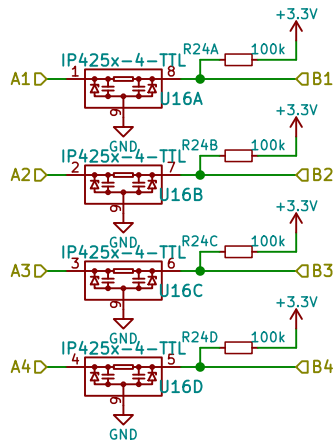 +3.3V
R24A 100k
IP425x-4-TTL
A1 1 8 B1
U16A
9
GND
+3.3V
R24B 100k
IP425x-4-TTL
A2 2 7 B2
U16B
9
GND
+3.3V
R24C 100k
IP425x-4-TTL
A3 3 6 B3
U16C
9
GND
+3.3V
R24D 100k
IP425x-4-TTL
A4 4 5 B4
U16D
9
GND